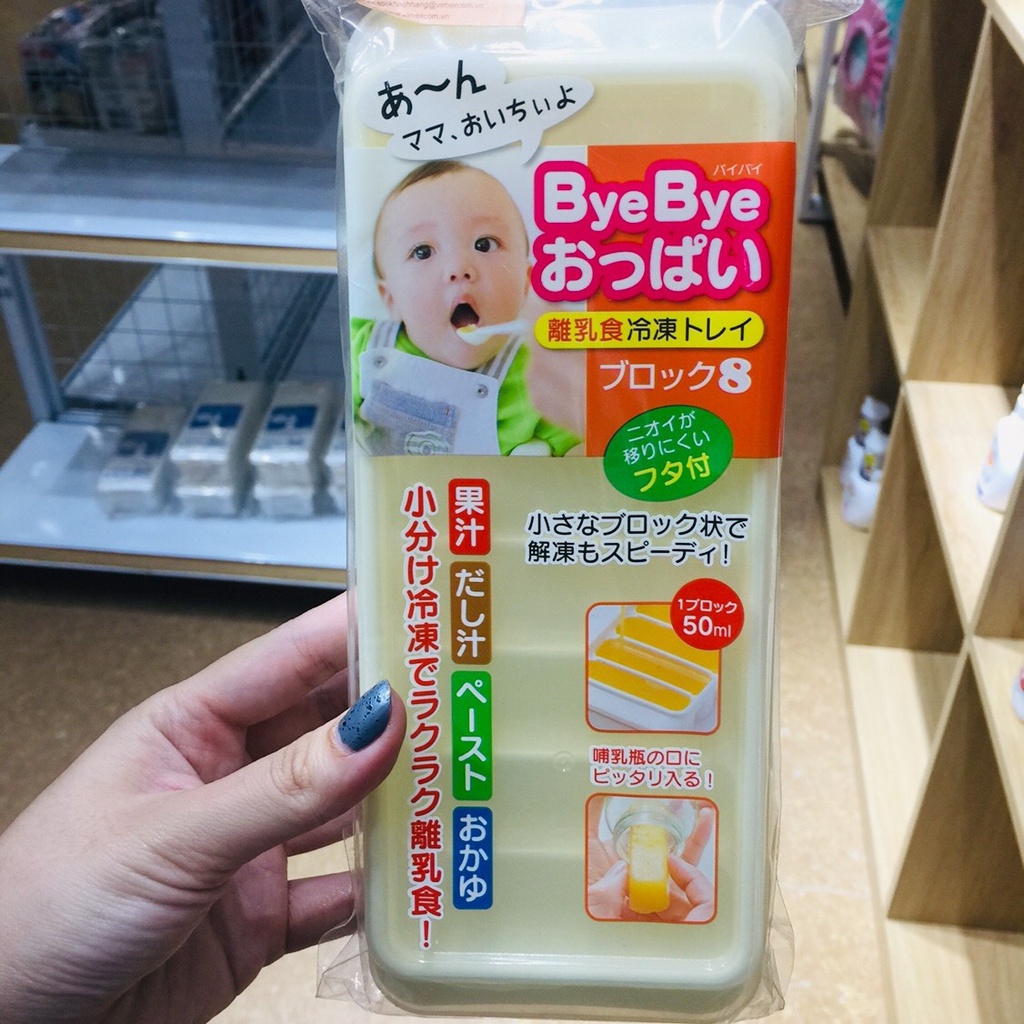 あ〜ん
ママ、おいちぃよ
バイバイ
ByeBye
おっぱい
離乳食冷凍トレイ
ブロック8
ニオイが
移りにくい
フタ付
果汁
だし汁
ペースト
おかゆ
小分け冷凍でラクラク離乳食！
小さなブロック状で
解凍もスピーディ！
1ブロック
50ml
哺乳瓶の口に
ピッタリ入る！